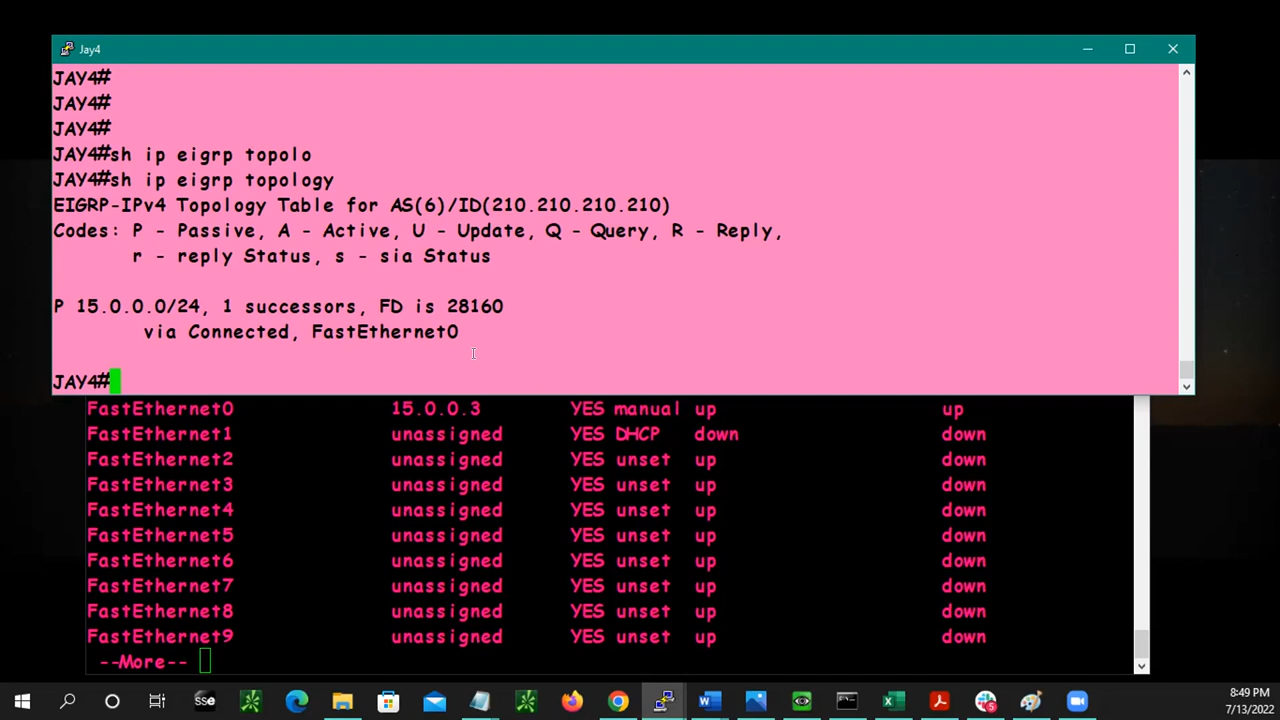 Jay4
JAY4#
JAY4#
JAY4#
JAY4#sh ip eigrp topolo
JAY4#sh ip eigrp topology
EIGRP-IPv4 Topology Table for AS(6)/ID(210.210.210.210)
Codes: P - Passive, A - Active, U - Update, Q - Query, R - Reply,
r - reply Status, s - sia Status
P 15.0.0.0/24, 1 successors, FD is 28160
via Connected, FastEthernet0
JAY4#
FastEthernet0 15.0.0.3 YES manual up up
FastEthernet1 unassigned YES DHCP down down
FastEthernet2 unassigned YES unset up down
FastEthernet3 unassigned YES unset up down
FastEthernet4 unassigned YES unset up down
FastEthernet5 unassigned YES unset up down
FastEthernet6 unassigned YES unset up down
FastEthernet7 unassigned YES unset up down
FastEthernet8 unassigned YES unset up down
FastEthernet9 unassigned YES unset up down
--More--
SSE
8:49 PM
7/13/2022